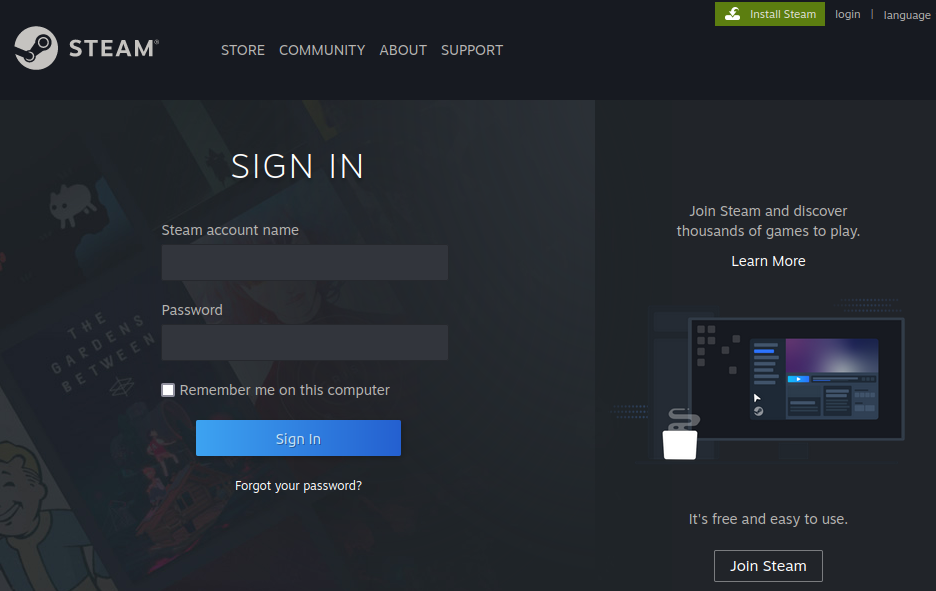 Install Steam
login
|
language
STEAM®
STORE
COMMUNITY
ABOUT
SUPPORT
SIGN IN
Steam account name
Password
Remember me on this computer
Sign In
Forgot your password?
THE
GARDENS
BETWEEN
Join Steam and discover
thousands of games to play.
Learn More
It's free and easy to use.
Join Steam